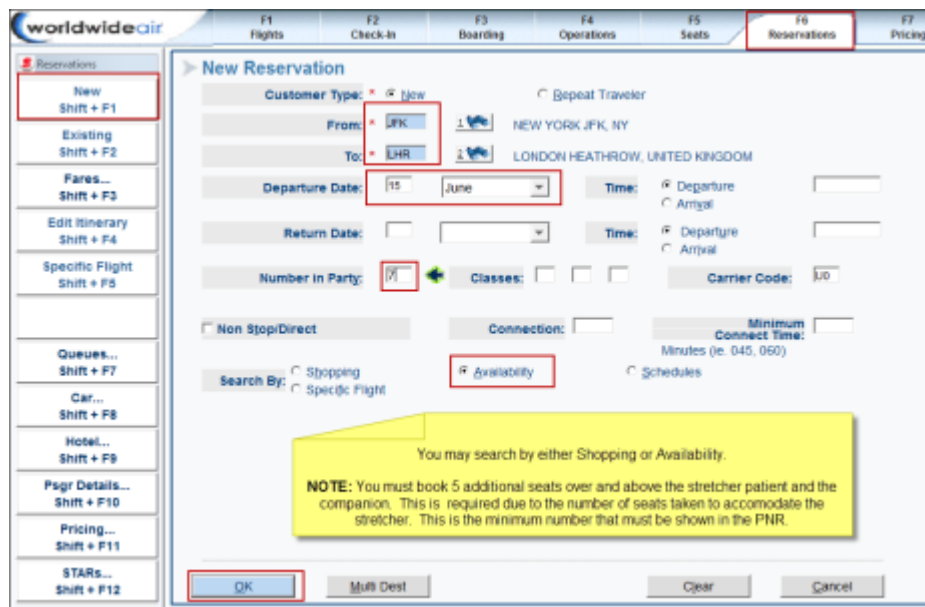 worldwideair
F1 F2 F3 F4 F5 F6 F7
Flights Check-In Boarding Operations Seats Reservations Pricing
Reservations
New
Shift + F1
Existing
Shift + F2
Fares...
Shift + F3
Edit Itinerary
Shift + F4
Specific Flight
Shift + F5
Queues...
Shift + F7
Car...
Shift + F8
Hotel...
Shift + F9
Psgr Details...
Shift + F10
Pricing...
Shift + F11
STARs...
Shift + F12
New Reservation
Customer Type: * New Repeat Traveler
From: * JFK 1 NEW YORK JFK, NY
To: * LHR 2 LONDON HEATHROW, UNITED KINGDOM
Departure Date: 15 June Time: Departure
Arrival
Return Date: Time: Departure
Arrival
Number in Party: 7 Classes: Carrier Code: U0
Non Stop/Direct Connection: Minimum
Connect Time:
Minutes (ie. 045, 060)
Search By: Shopping Availability Schedules
Specific Flight
You may search by either Shopping or Availability.
NOTE: You must book 5 additional seats over and above the stretcher patient and the
companion. This is required due to the number of seats taken to accomodate the
stretcher. This is the minimum number that must be shown in the PNR.
OK Multi Dest Clear Cancel